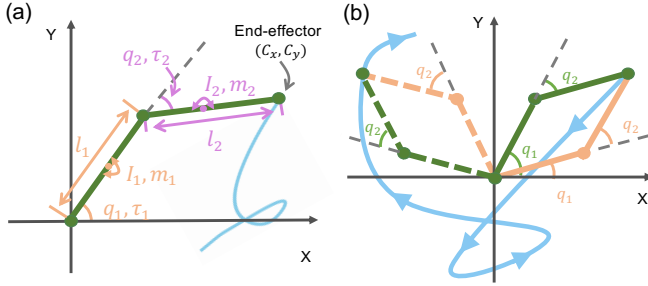 (a)
Y
q₂, τ₂
End-effector
(Cₓ, Cᵧ)
I₂, m₂
l₂
l₁
I₁, m₁
q₁, τ₁
X
(b)
Y
q₂
q₂
q₂
q₂
q₁
q₁
X